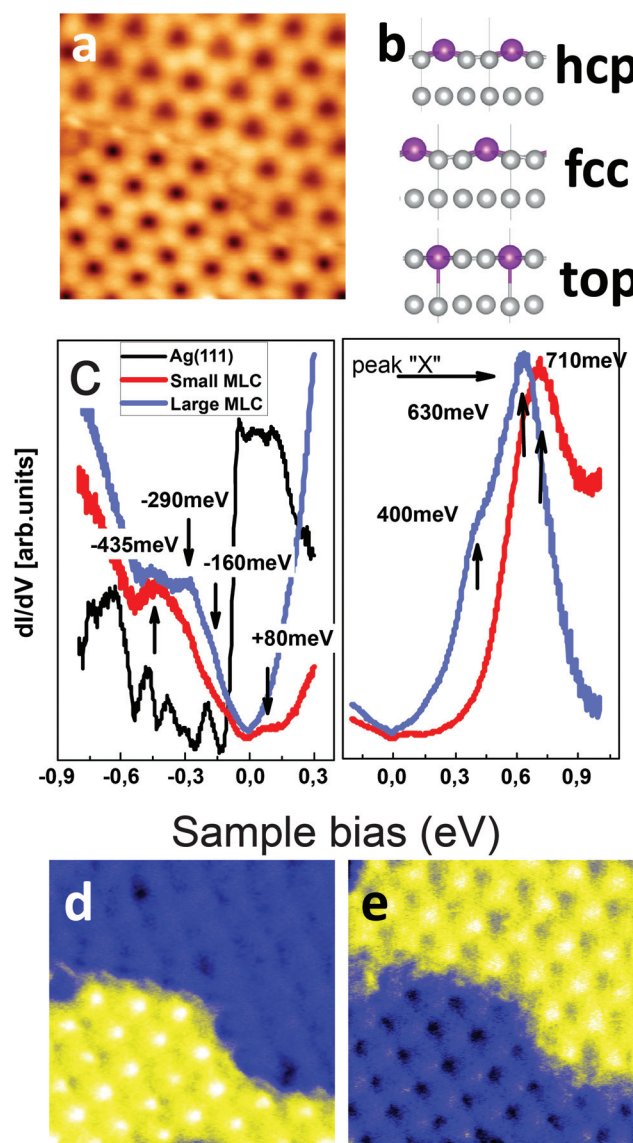 a
b
hcp
fcc
top
c
Ag(111)
Small MLC
Large MLC
-290meV
-435meV
-160meV
+80meV
peak "X"
710meV
630meV
400meV
dI/dV [arb.units]
-0,9 -0,6 -0,3 0,0 0,3
0,0 0,3 0,6 0,9
Sample bias (eV)
d
e